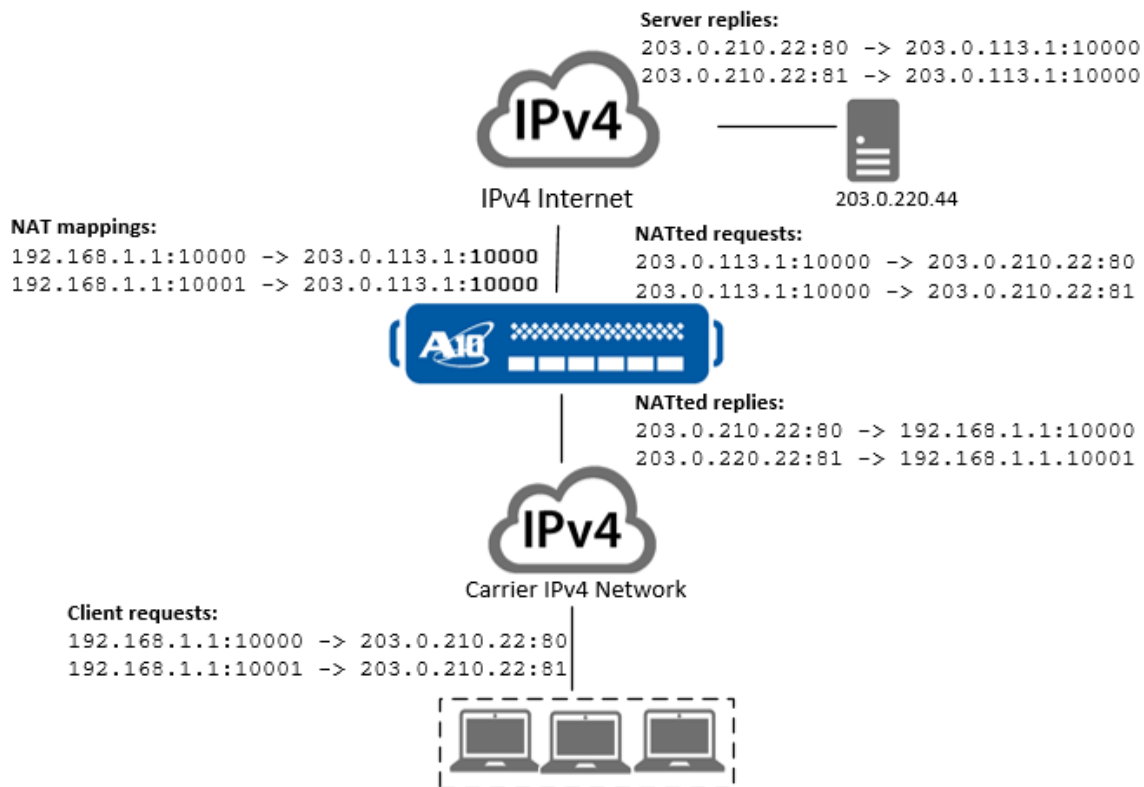 Server replies:
203.0.210.22:80 -> 203.0.113.1:10000
203.0.210.22:81 -> 203.0.113.1:10000
IPv4
IPv4 Internet
203.0.220.44
NAT mappings:
192.168.1.1:10000 -> 203.0.113.1:10000
192.168.1.1:10001 -> 203.0.113.1:10000
NATted requests:
203.0.113.1:10000 -> 203.0.210.22:80
203.0.113.1:10000 -> 203.0.210.22:81
A10
NATted replies:
203.0.210.22:80 -> 192.168.1.1:10000
203.0.220.22:81 -> 192.168.1.1.10001
IPv4
Carrier IPv4 Network
Client requests:
192.168.1.1:10000 -> 203.0.210.22:80
192.168.1.1:10001 -> 203.0.210.22:81